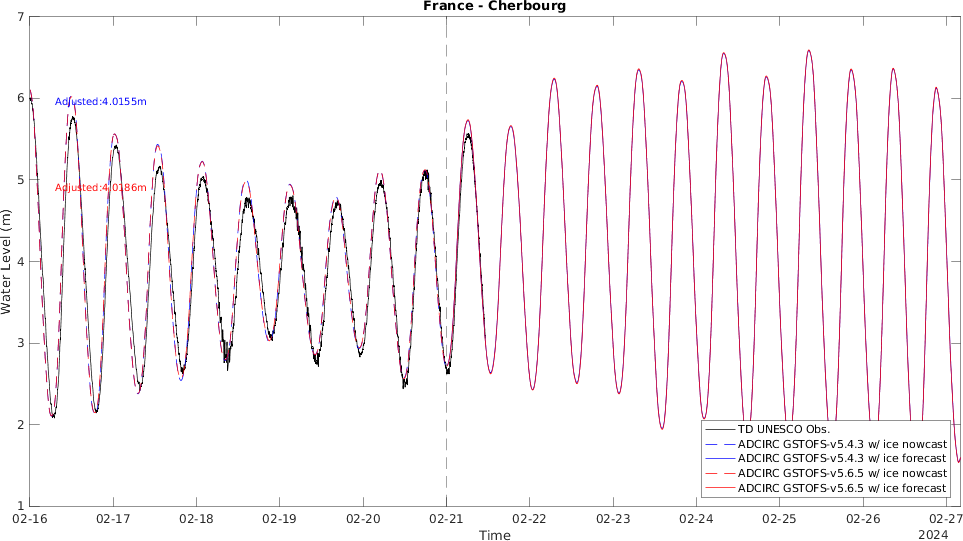 France - Cherbourg
7
6
5
4
3
2
1
Water Level (m)
Adjusted:4.0155m
Adjusted:4.0186m
TD UNESCO Obs.
ADCIRC GSTOFS-v5.4.3 w/ ice nowcast
ADCIRC GSTOFS-v5.4.3 w/ ice forecast
ADCIRC GSTOFS-v5.6.5 w/ ice nowcast
ADCIRC GSTOFS-v5.6.5 w/ ice forecast
02-16 02-17 02-18 02-19 02-20 02-21 02-22 02-23 02-24 02-25 02-26 02-27
Time
2024